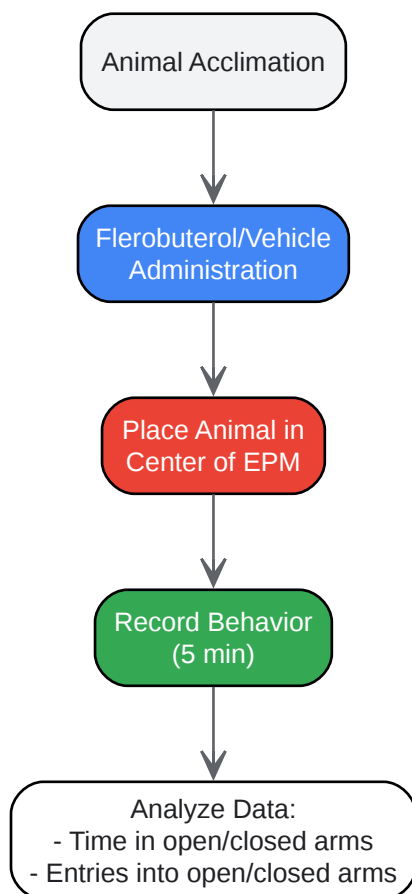 Animal Acclimation
Flerobuterol/Vehicle
Administration
Place Animal in
Center of EPM
Record Behavior
(5 min)
Analyze Data:
- Time in open/closed arms
- Entries into open/closed arms